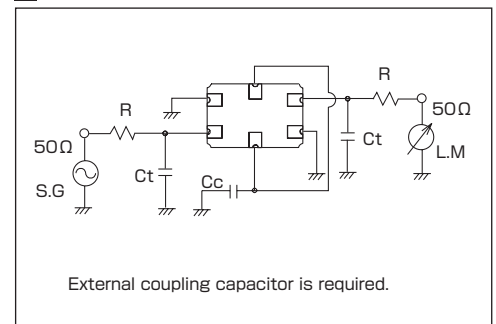 R
50Ω
Ct
L.M
R
50Ω
S.G
Ct
Cc
External coupling capacitor is required.